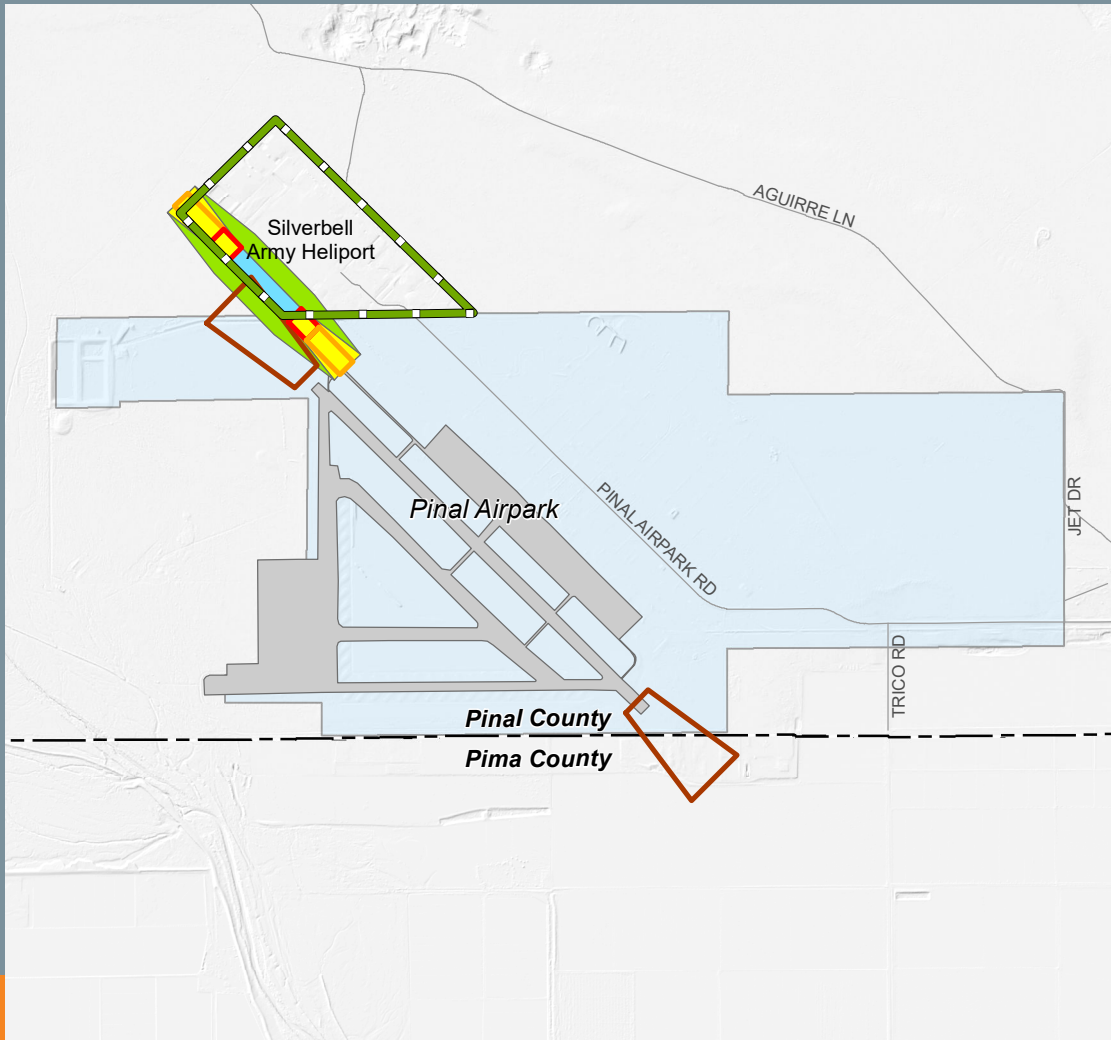 AGUIRRE LN
Silverbell
Army Heliport
Pinal Airpark
PINAL AIRPARK RD
JET DR
TRICO RD
Pinal County
Pima County